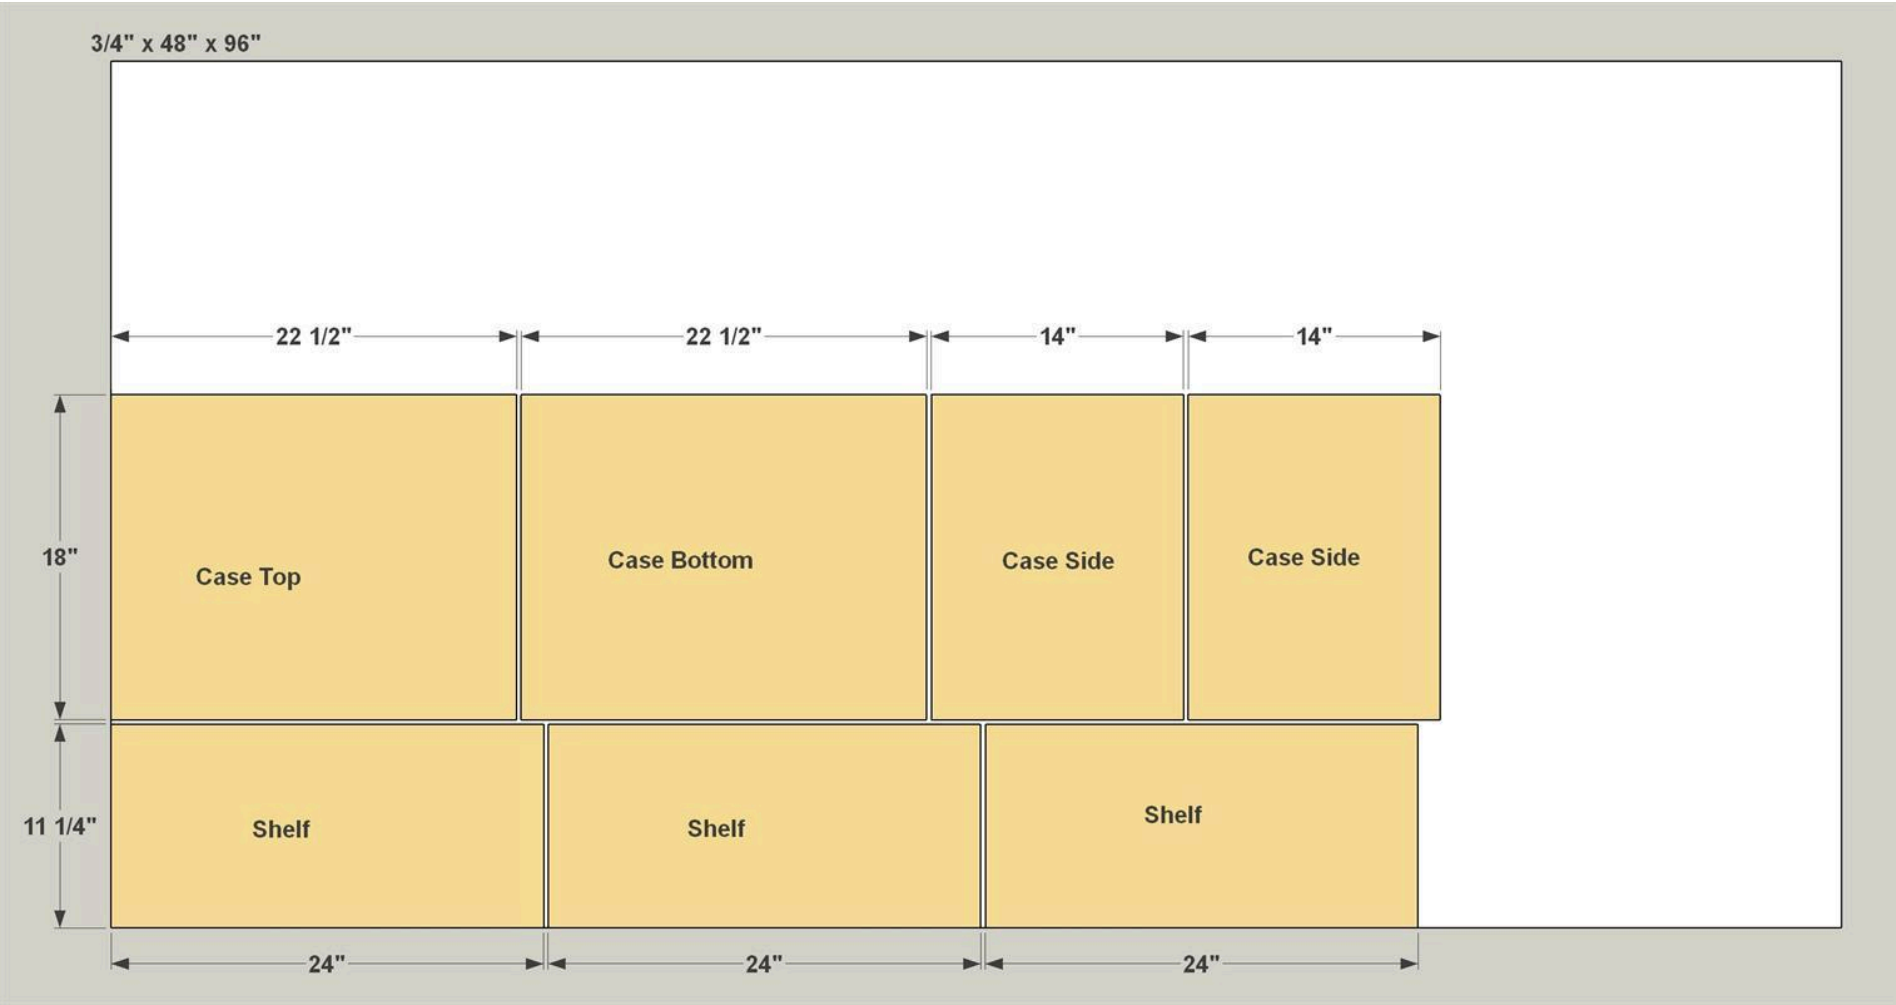 3/4" x 48" x 96"
22 1/2" 22 1/2" 14" 14"
18"
Case Top Case Bottom Case Side Case Side
11 1/4"
Shelf Shelf Shelf
24" 24" 24"